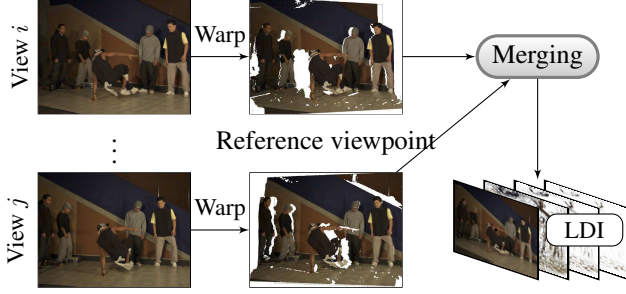 View i
Warp
Merging
Reference viewpoint
⋮
View j
Warp
LDI